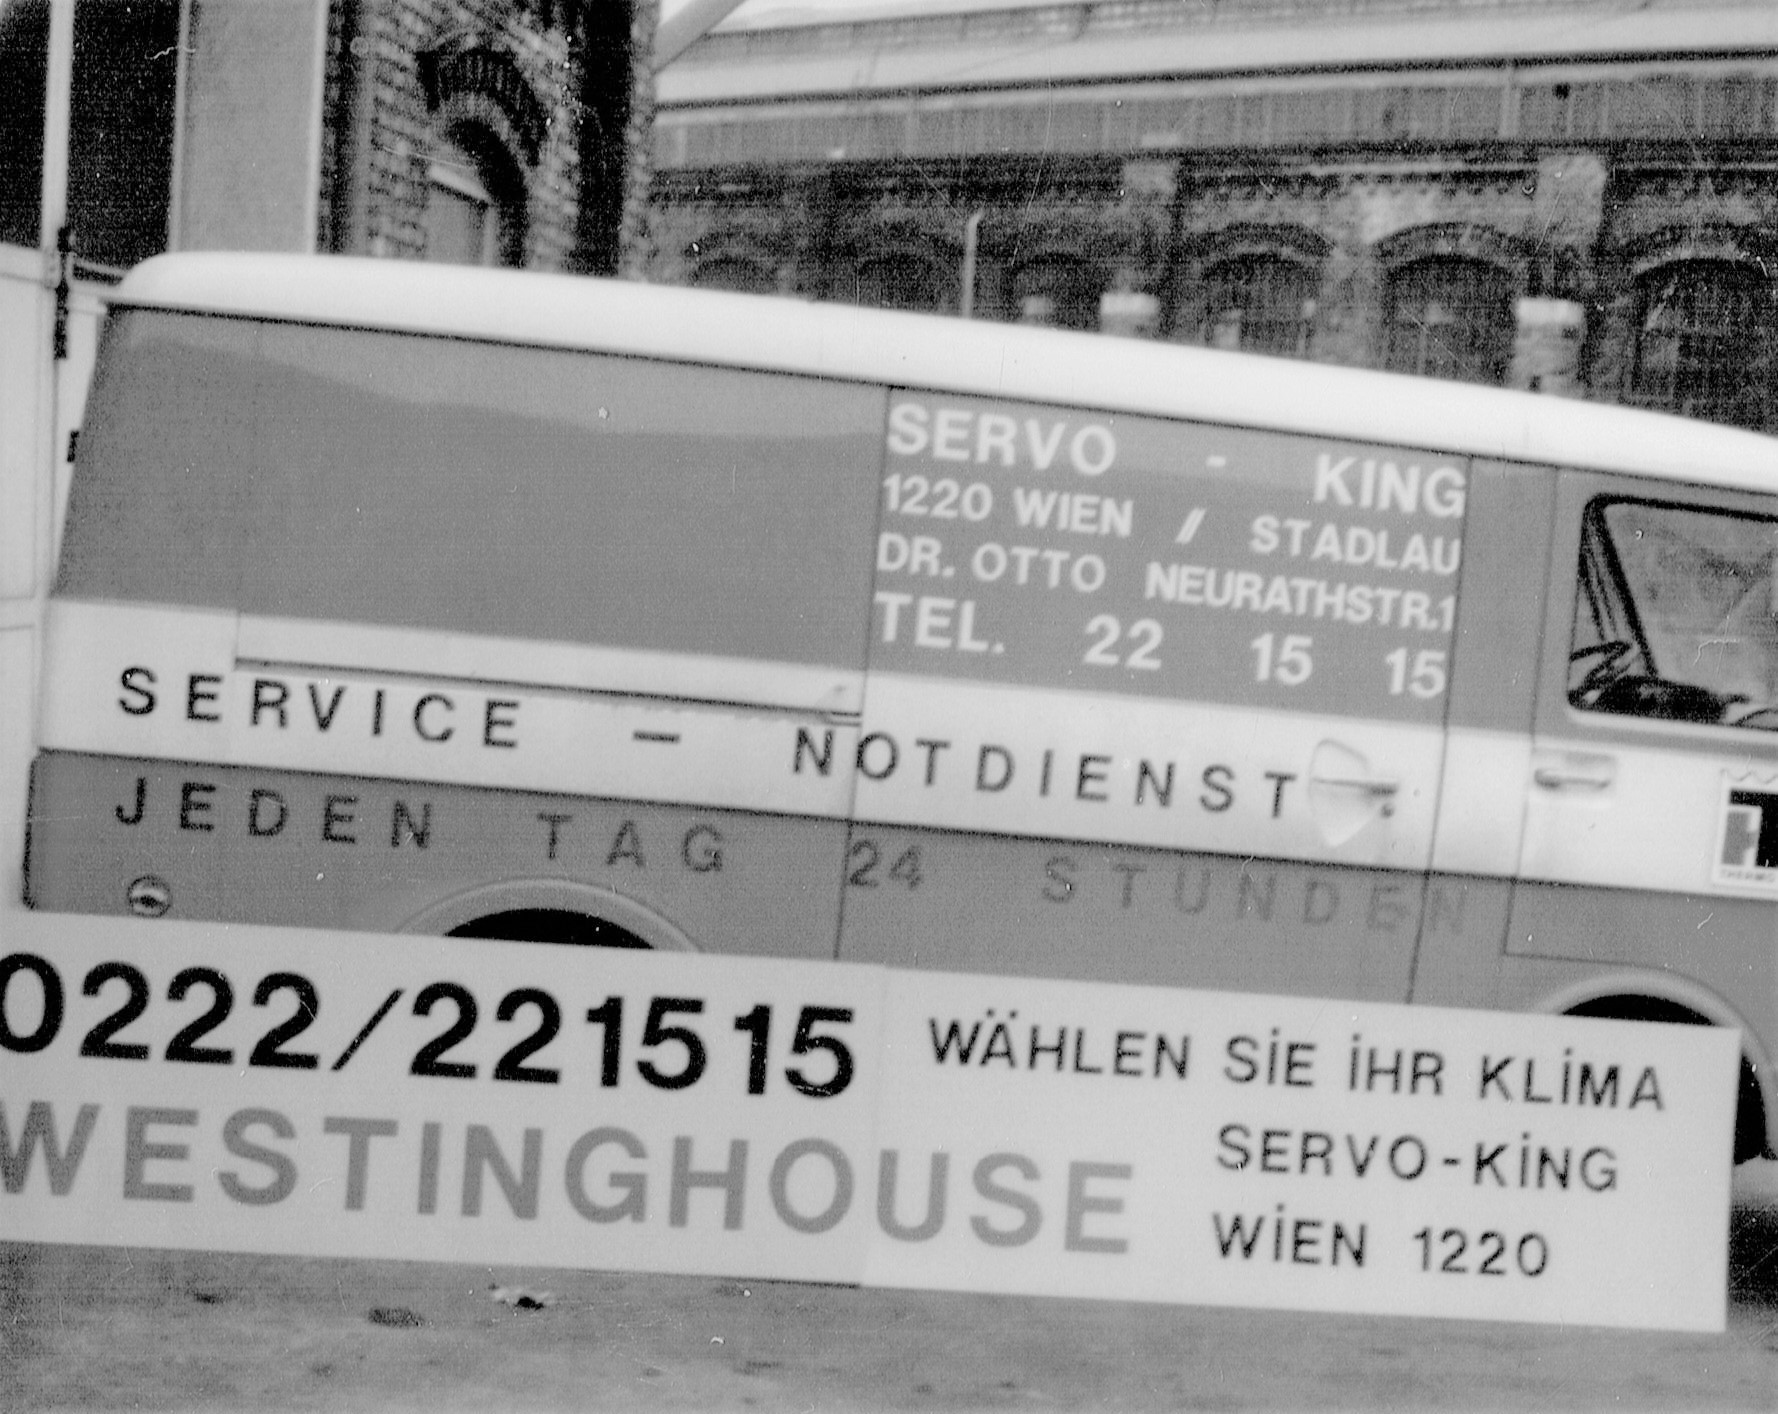 SERVO - KING
1220 WIEN // STADLAU
DR. OTTO NEURATHSTR.1
TEL. 22 15 15
SERVICE - NOTDIENST
JEDEN TAG 24 STUNDEN
0222/221515
WESTINGHOUSE
WÄHLEN SiE iHR KLiMA
SERVO-KiNG
WiEN 1220